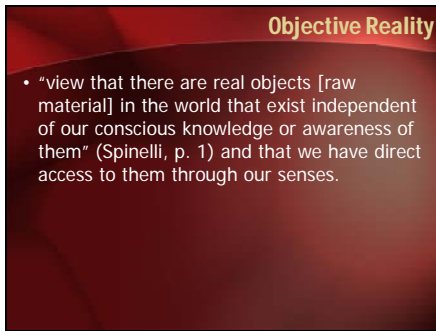 Objective Reality
• "view that there are real objects [raw
material] in the world that exist independent
of our conscious knowledge or awareness of
them" (Spinelli, p. 1) and that we have direct
access to them through our senses.